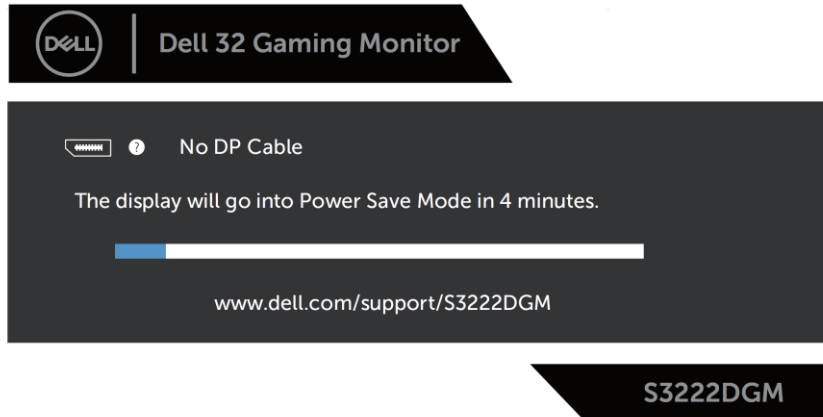 DELL
Dell 32 Gaming Monitor
? No DP Cable
The display will go into Power Save Mode in 4 minutes.
www.dell.com/support/S3222DGM
S3222DGM